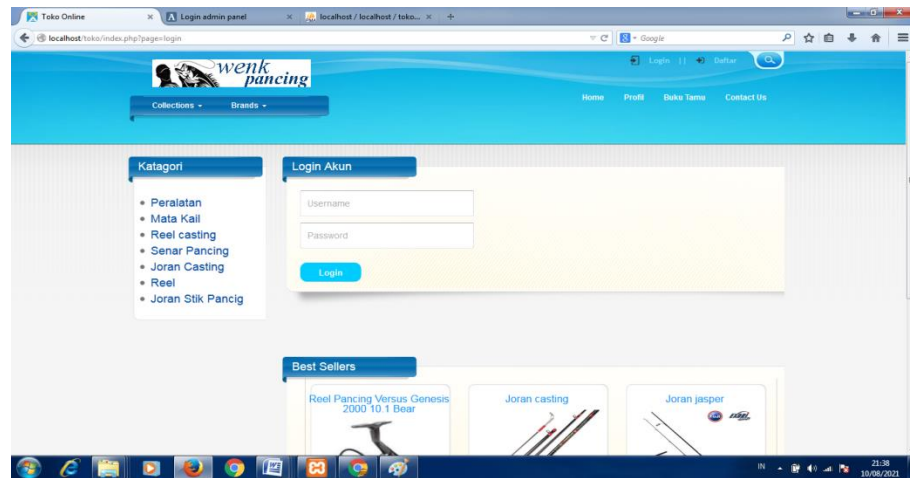 Toko Online
Login admin panel
localhost / localhost / toko...
localhost/toko/index.php?page=login
Google
wenk
pancing
Login || Daftar
Collections
Brands
Home
Profil
Buku Tamu
Contact Us
Katagori
Peralatan
Mata Kail
Reel casting
Senar Pancing
Joran Casting
Reel
Joran Stik Pancig
Login Akun
Username
Password
Login
Best Sellers
Reel Pancing Versus Genesis
2000 10.1 Bear
Joran casting
Joran jasper
IN
21:38
10/08/2021